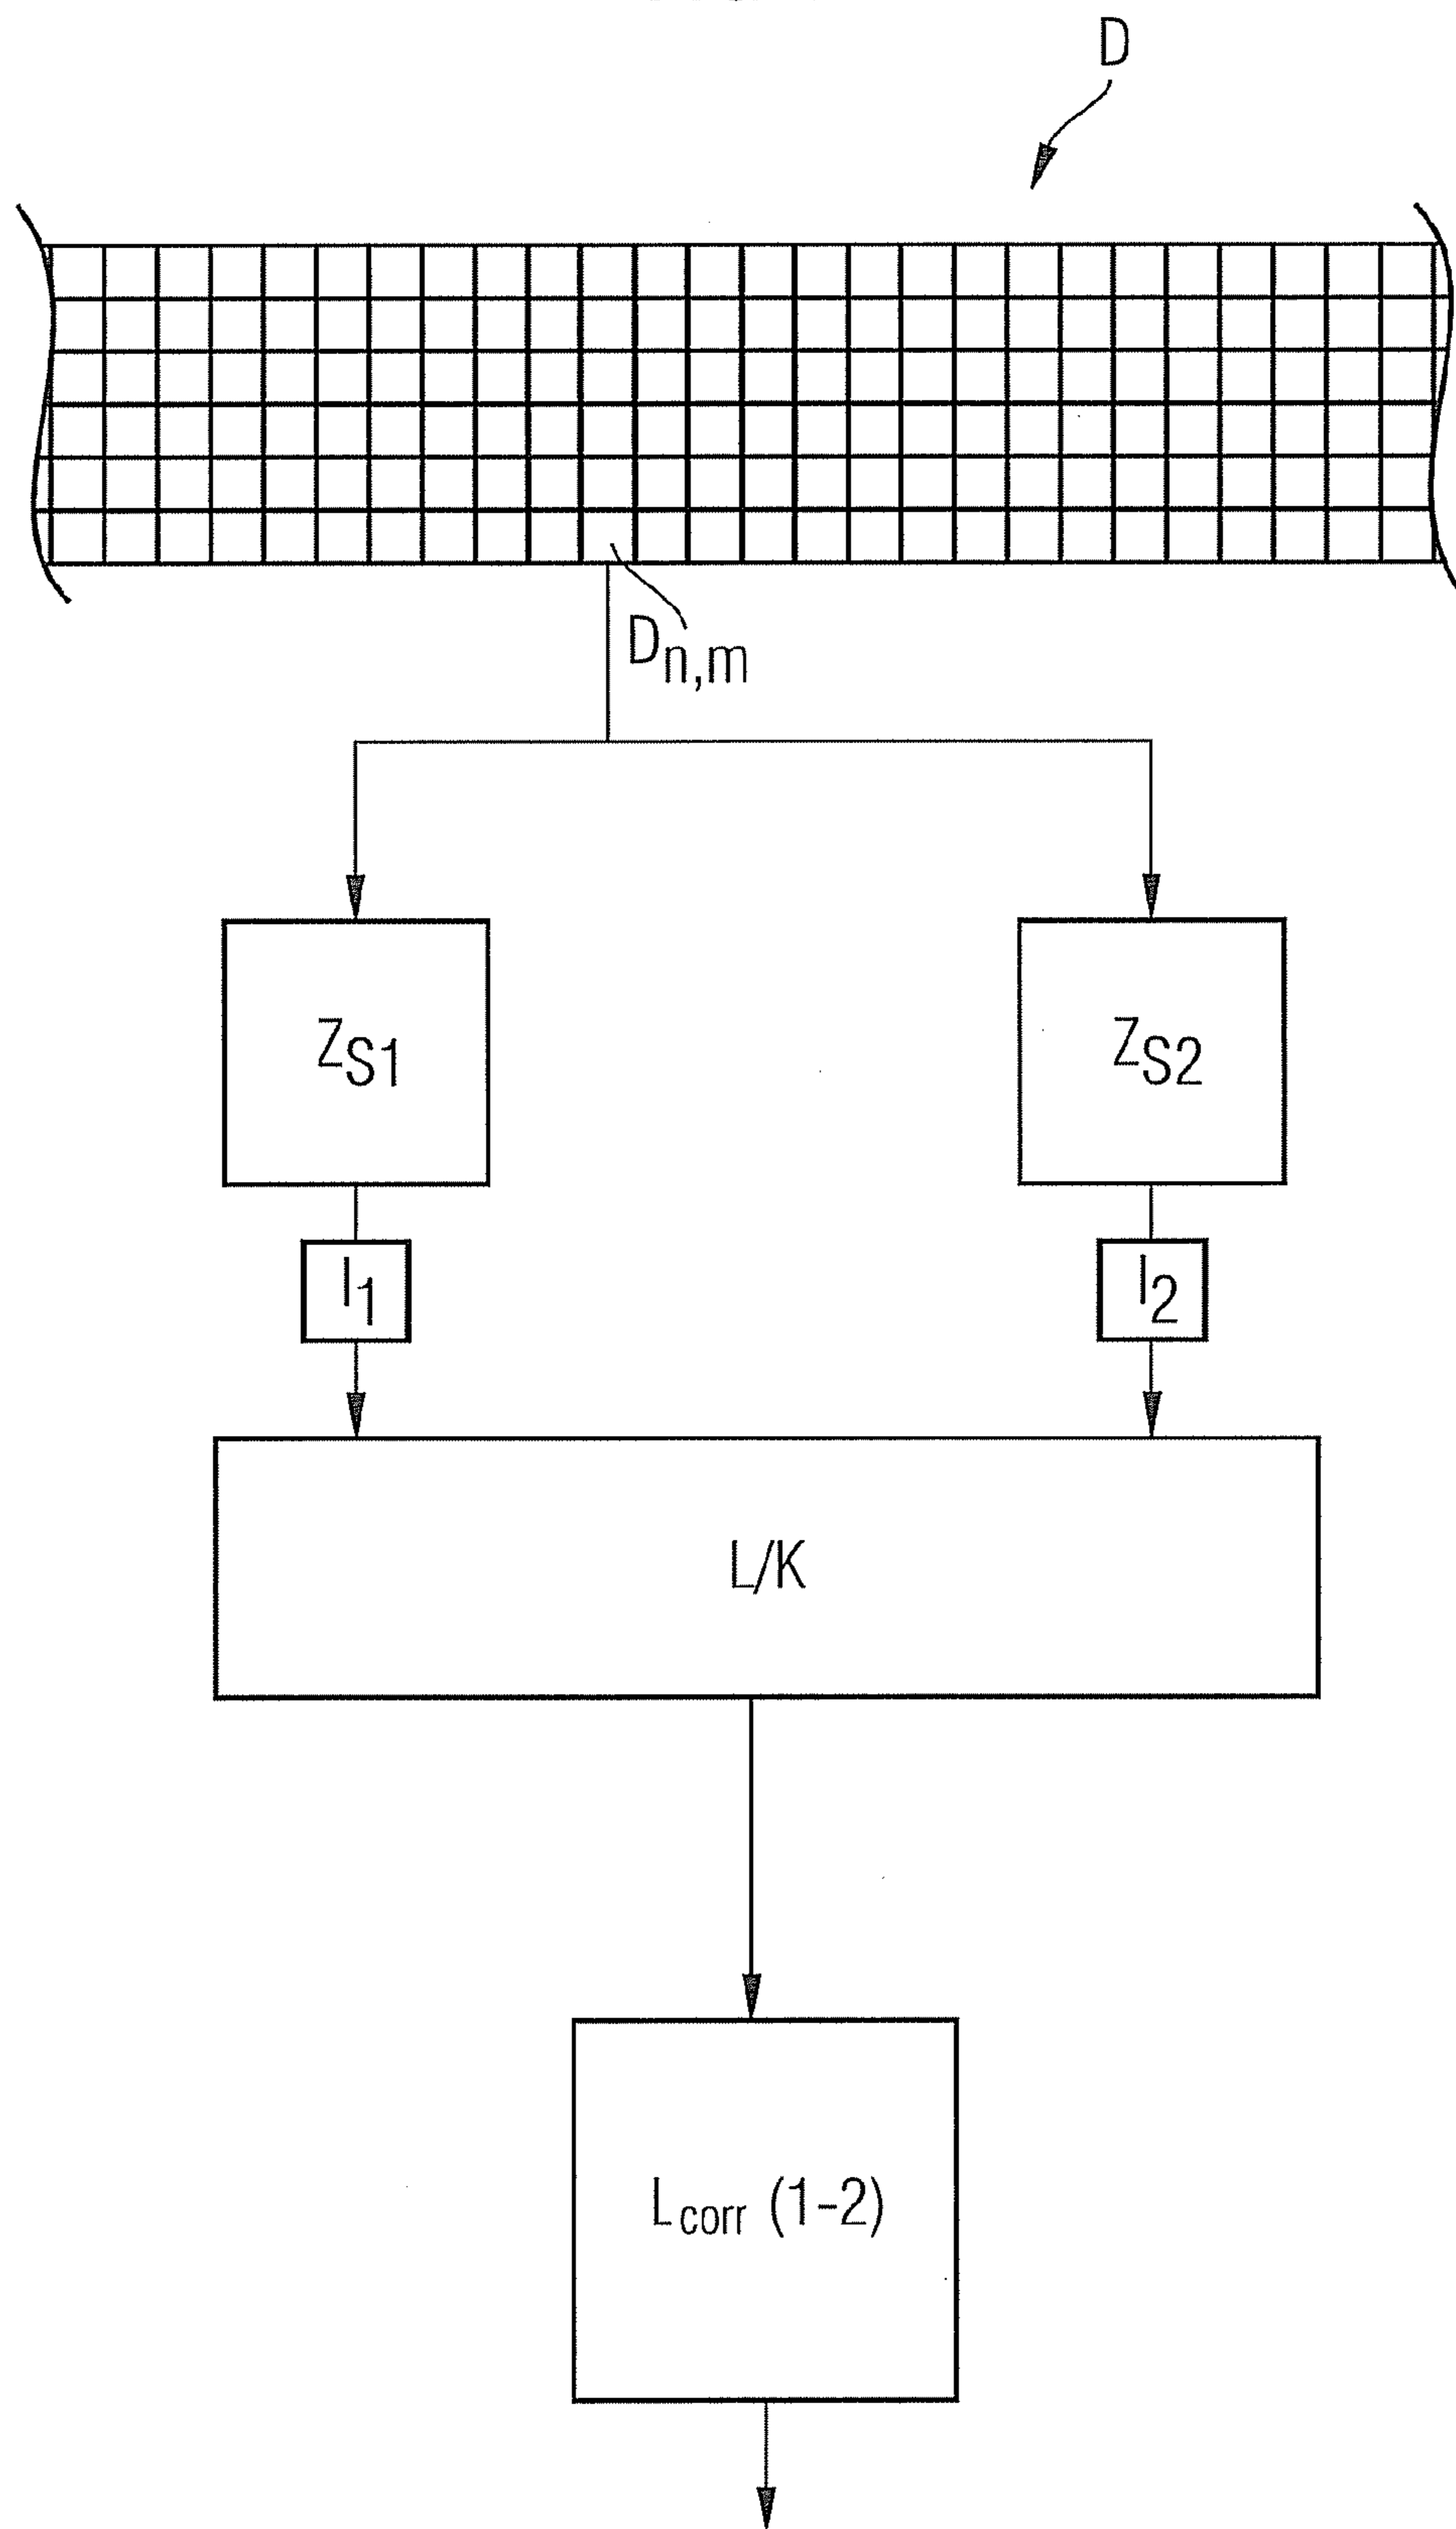 D
Dn,m
ZS1
ZS2
I1
I2
L/K
Lcorr (1-2)